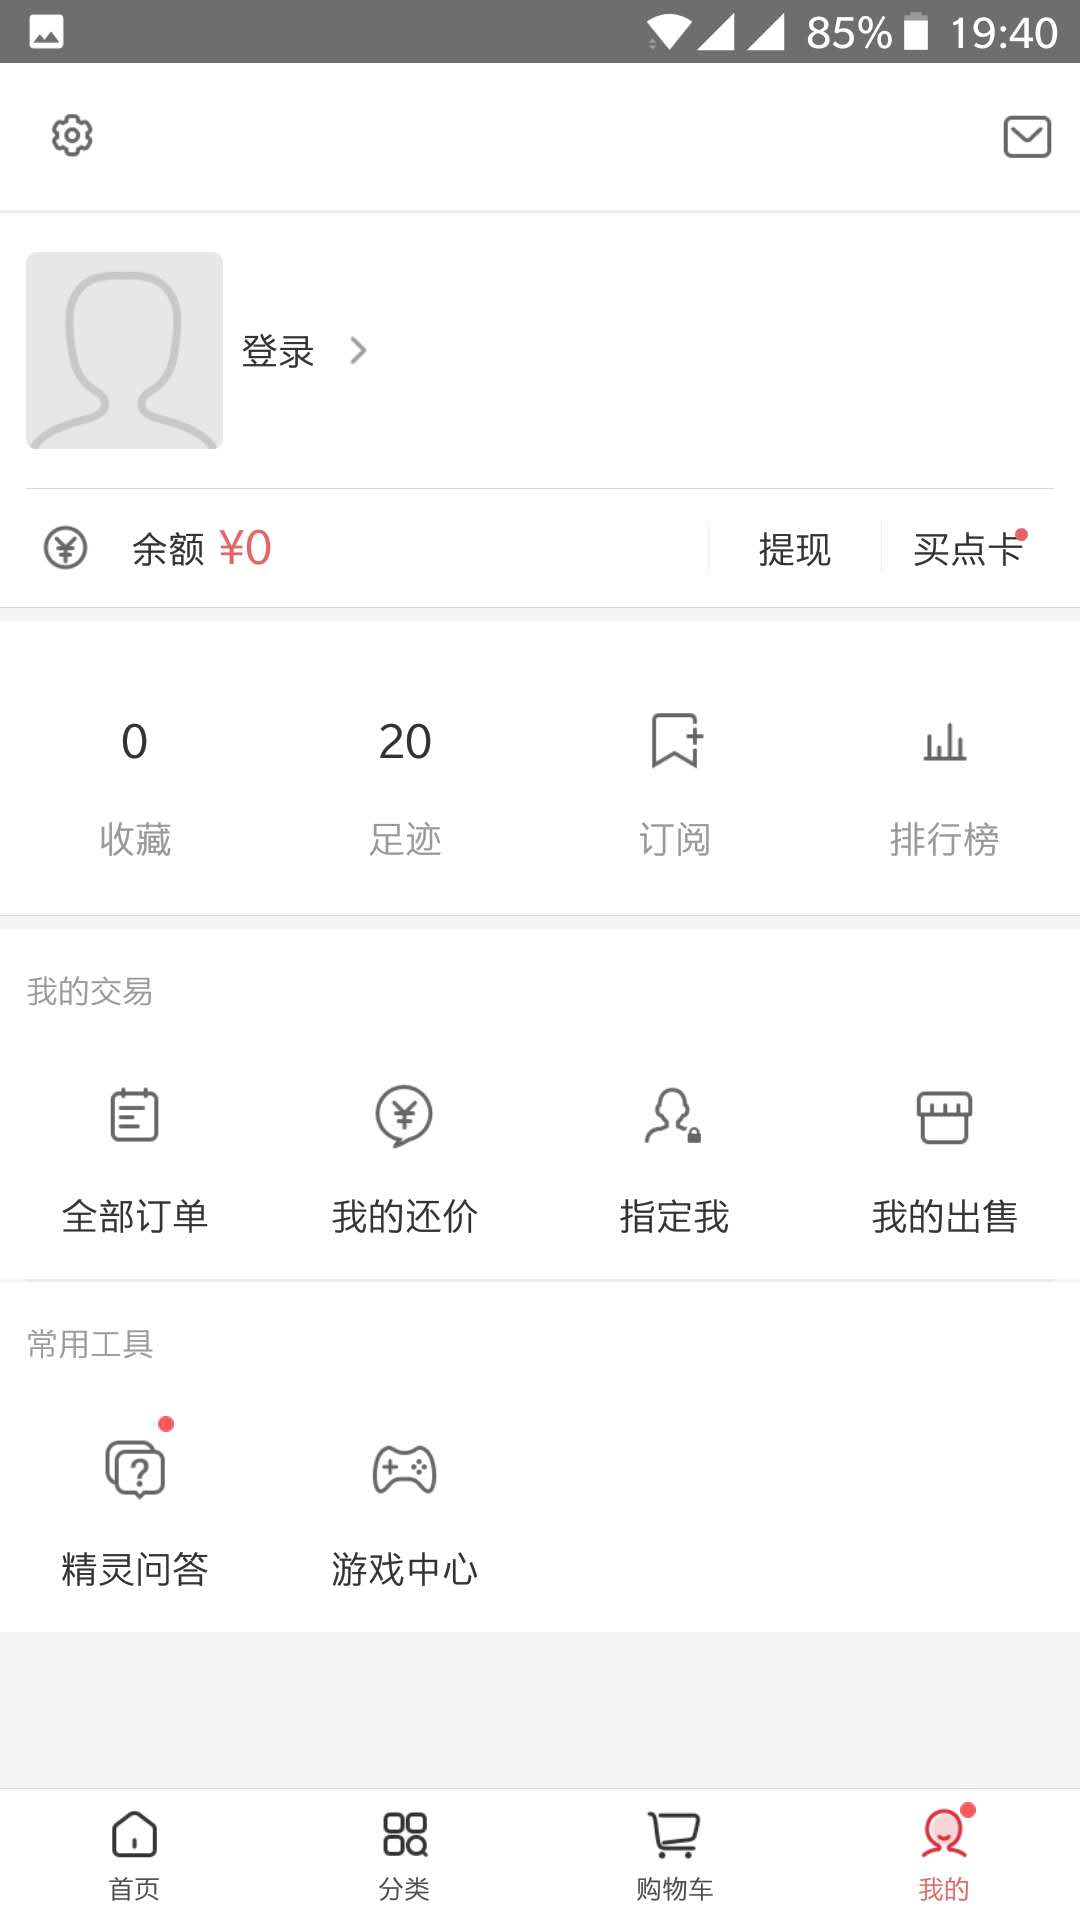 85% 19:40
登录
余额 ¥0 提现 买点卡
0 20
收藏 足迹 订阅 排行榜
我的交易
全部订单 我的还价 指定我 我的出售
常用工具
精灵问答 游戏中心
首页 分类 购物车 我的